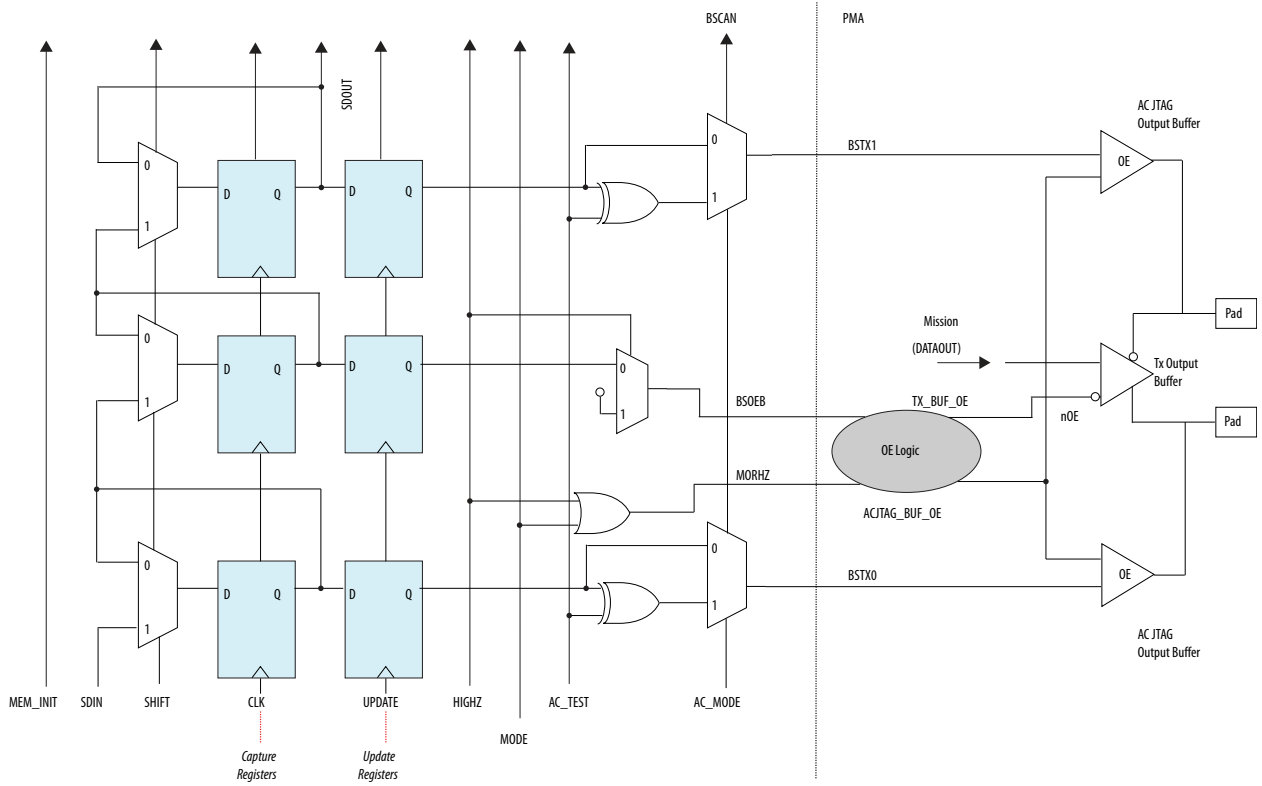 BSCAN
PMA
SDOUT
AC JTAG
Output Buffer
0
1
D Q
D Q
0
1
BSTX1
OE
0
1
D Q
D Q
0
1
BSOEB
Mission
(DATAOUT)
TX_BUF_OE
nOE
Tx Output
Buffer
Pad
Pad
OE Logic
MORHZ
ACJTAG_BUF_OE
0
1
D Q
D Q
0
1
BSTX0
OE
AC JTAG
Output Buffer
MEM_INIT
SDIN
SHIFT
CLK
UPDATE
HIGHZ
MODE
AC_TEST
AC_MODE
Capture
Registers
Update
Registers